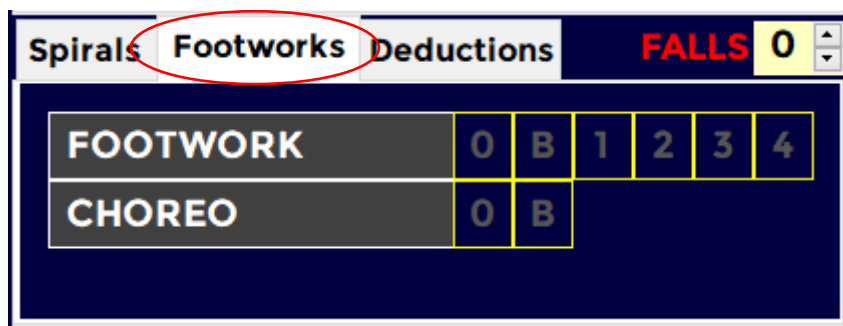 Spirals Footworks Deductions FALLS 0
FOOTWORK 0 B 1 2 3 4
CHOREO 0 B